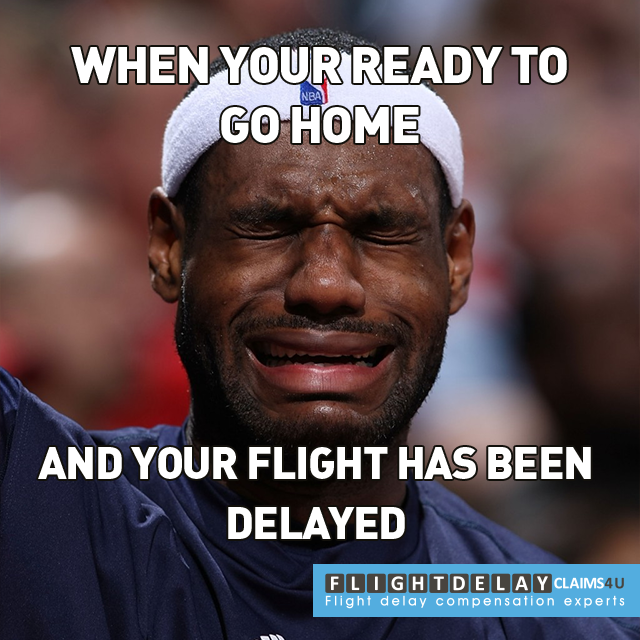 WHEN YOUR READY TO
NBA
GO HOME
AND YOUR FLIGHT HAS BEEN
DELAYED
FLIGHTDELAY CLAIMS4U
Flight delay compensation experts